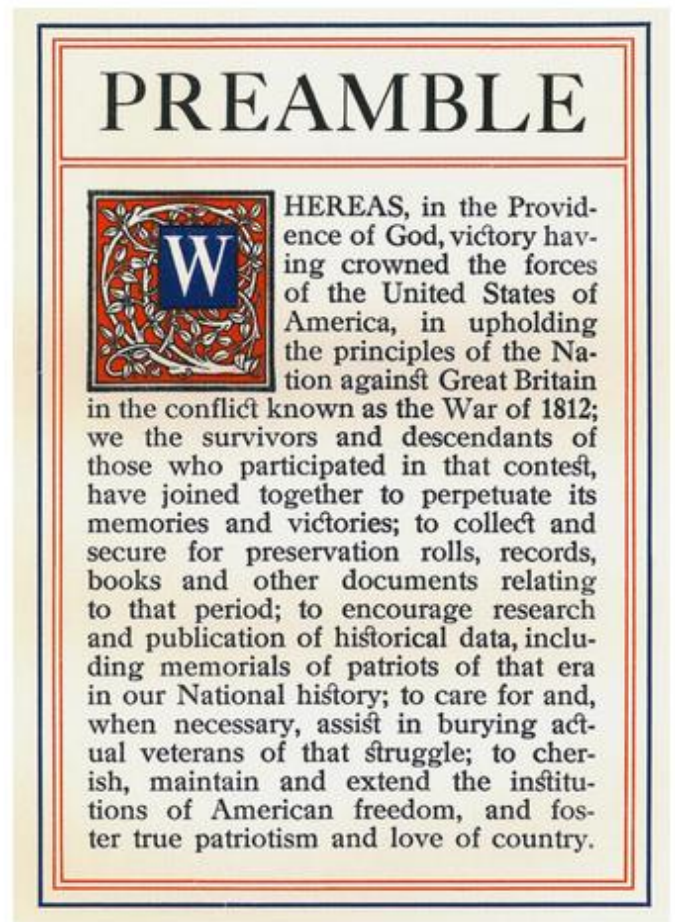 PREAMBLE
WHEREAS, in the Provid-
ence of God, victory hav-
ing crowned the forces
of the United States of
America, in upholding
the principles of the Na-
tion against Great Britain
in the conflict known as the War of 1812;
we the survivors and descendants of
those who participated in that contest,
have joined together to perpetuate its
memories and victories; to collect and
secure for preservation rolls, records,
books and other documents relating
to that period; to encourage research
and publication of historical data, inclu-
ding memorials of patriots of that era
in our National history; to care for and,
when necessary, assist in burying act-
ual veterans of that struggle; to cher-
ish, maintain and extend the institu-
tions of American freedom, and fos-
ter true patriotism and love of country.